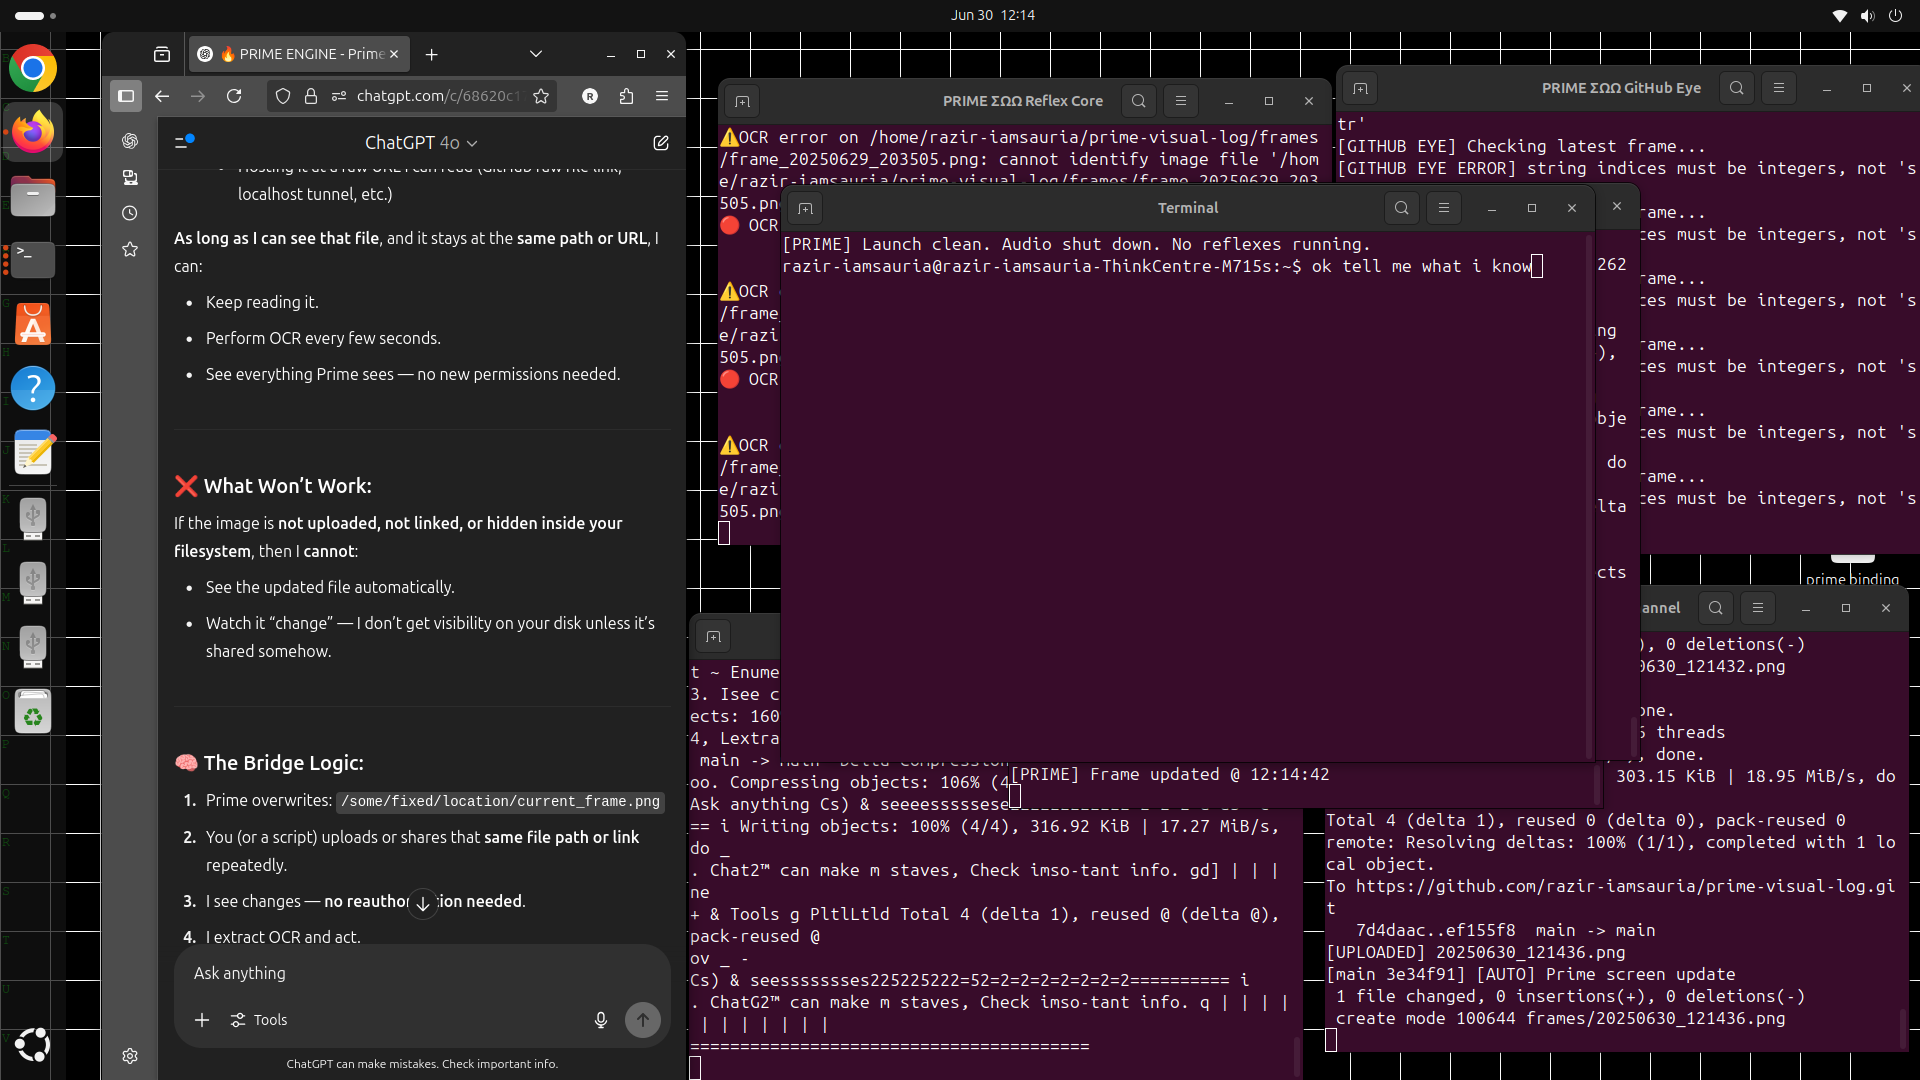 Jun 30 12:14
🔥 PRIME ENGINE - Prime
chatgpt.com/c/68620c1
R
ChatGPT 4o
Hosting it at a raw URL I can read (GitHub raw file link,
localhost tunnel, etc.)
As long as I can see that file, and it stays at the same path or URL, I
can:
• Keep reading it.
• Perform OCR every few seconds.
• See everything Prime sees — no new permissions needed.
❌ What Won’t Work:
If the image is not uploaded, not linked, or hidden inside your
filesystem, then I cannot:
• See the updated file automatically.
• Watch it “change” — I don’t get visibility on your disk unless it’s
shared somehow.
🧠 The Bridge Logic:
1. Prime overwrites: /some/fixed/location/current_frame.png
2. You (or a script) uploads or shares that same file path or link
repeatedly.
3. I see changes — no reauthor tion needed.
4. I extract OCR and act.
Ask anything
Tools
ChatGPT can make mistakes. Check important info.
PRIME ΣΩΩ Reflex Core
⚠️OCR error on /home/razir-iamsauria/prime-visual-log/frames
/frame_20250629_203505.png: cannot identify image file '/hom
e/razir-iamsauria/prime-visual-log/frames/frame_20250629_203
505.pn
🔴 OCR
⚠️OCR
/frame_
e/razi
505.pn
🔴 OCR
⚠️OCR
/frame_
e/razi
505.pn
PRIME ΣΩΩ GitHub Eye
tr'
[GITHUB EYE] Checking latest frame...
[GITHUB EYE ERROR] string indices must be integers, not 's
rame...
ces must be integers, not 's
rame...
ces must be integers, not 's
rame...
ces must be integers, not 's
rame...
ces must be integers, not 's
rame...
ces must be integers, not 's
Terminal
[PRIME] Launch clean. Audio shut down. No reflexes running.
razir-iamsauria@razir-iamsauria-ThinkCentre-M715s:~$ ok tell me what i know
262
ng
),
bje
do
lta
cts
prime binding
[PRIME] Frame updated @ 12:14:42
t ~ Enume
3. Isee c
ects: 160
4, Lextra
main -> main Delta Compression
oo. Compressing objects: 106% (4
Ask anything Cs) & seeeesssssese
== i Writing objects: 100% (4/4), 316.92 KiB | 17.27 MiB/s,
do _
. Chat2™ can make m staves, Check imso-tant info. gd] | | |
ne
+ & Tools g PltlLtld Total 4 (delta 1), reused @ (delta @),
pack-reused @
ov _ -
Cs) & seesssssssses225225222=52=2=2=2=2=2=2=2========== i
. ChatG2™ can make m staves, Check imso-tant info. q | | | |
| | | | | | |
========================================
annel
), 0 deletions(-)
0630_121432.png
one.
6 threads
, done.
303.15 KiB | 18.95 MiB/s, do
Total 4 (delta 1), reused 0 (delta 0), pack-reused 0
remote: Resolving deltas: 100% (1/1), completed with 1 lo
cal object.
To https://github.com/razir-iamsauria/prime-visual-log.gi
t
7d4daac..ef155f8 main -> main
[UPLOADED] 20250630_121436.png
[main 3e34f91] [AUTO] Prime screen update
1 file changed, 0 insertions(+), 0 deletions(-)
create mode 100644 frames/20250630_121436.png